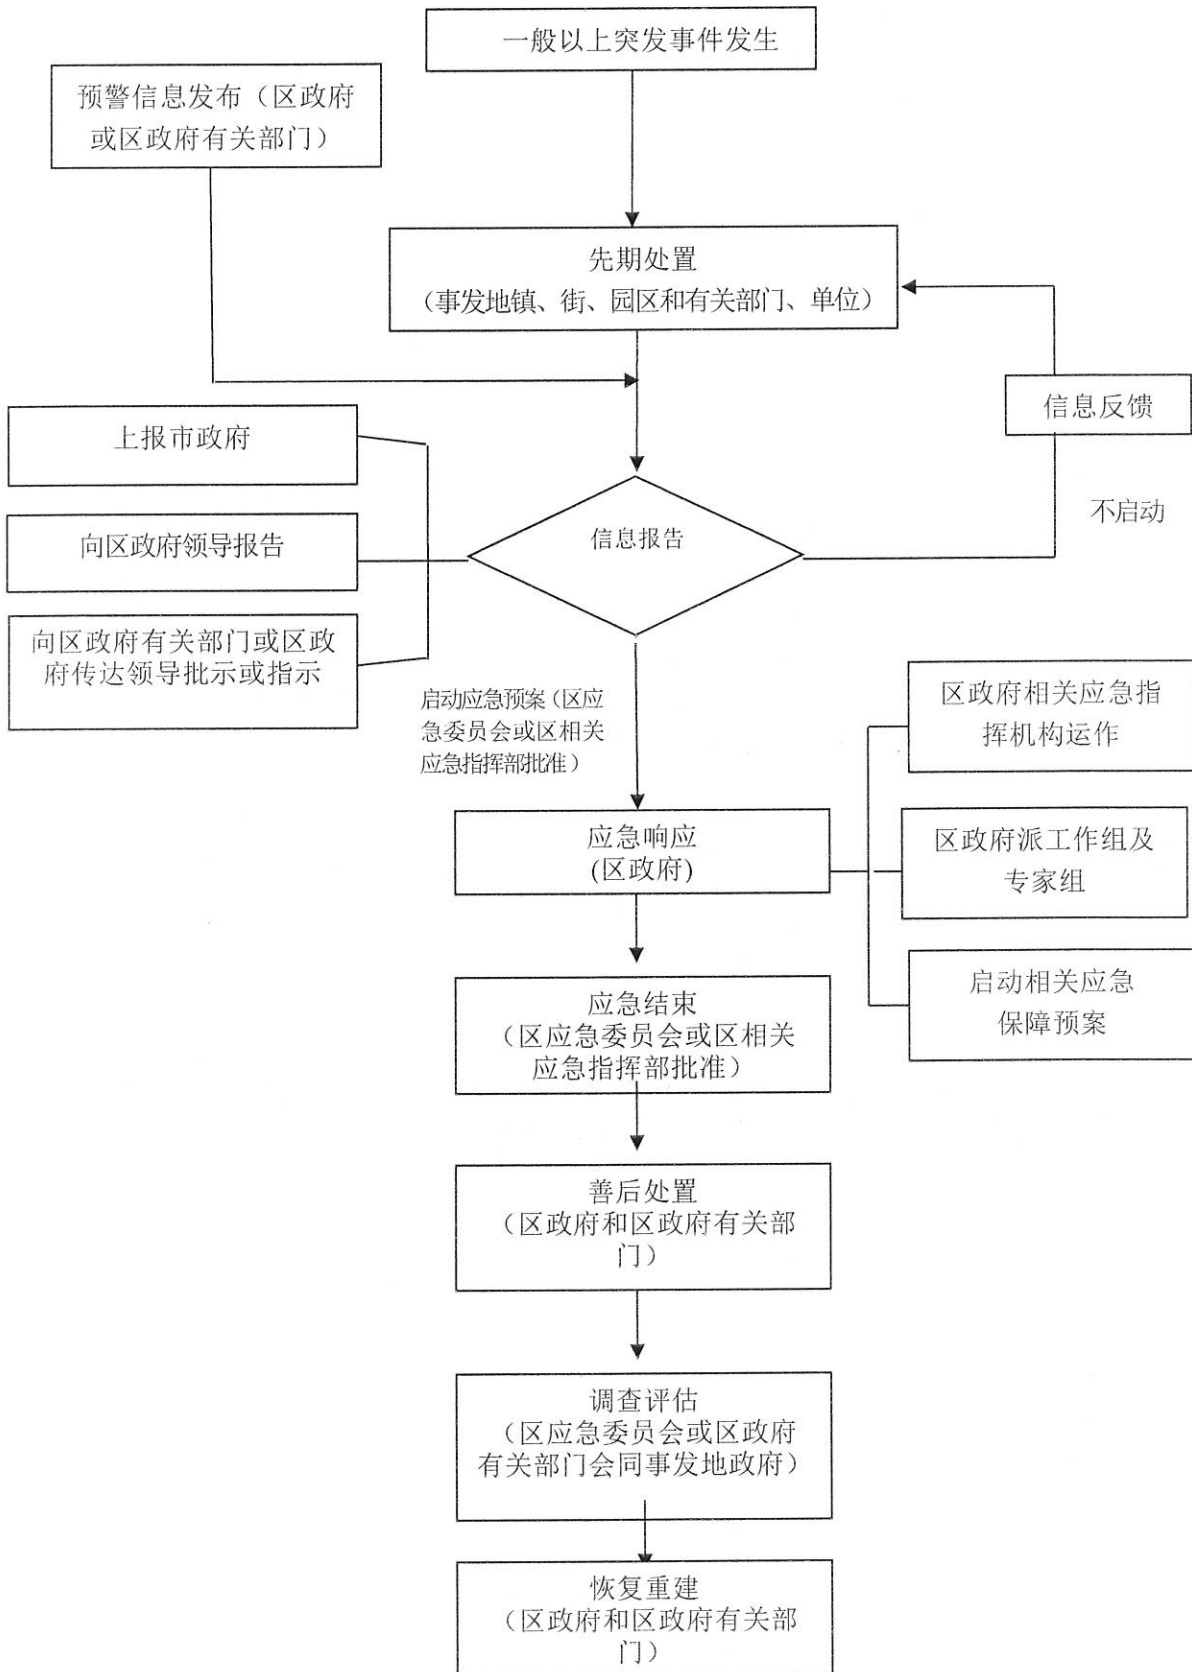 一般以上突发事件发生
预警信息发布（区政府
或区政府有关部门）
先期处置
（事发地镇、街、园区和有关部门、单位）
信息反馈
上报市政府
不启动
信息报告
向区政府领导报告
向区政府有关部门或区政
府传达领导批示或指示
启动应急预案（区应
急委员会或区相关
应急指挥部批准）
区政府相关应急指
挥机构运作
应急响应
(区政府)
区政府派工作组及
专家组
启动相关应急
保障预案
应急结束
（区应急委员会或区相关
应急指挥部批准）
善后处置
（区政府和区政府有关部
门）
调查评估
（区应急委员会或区政府
有关部门会同事发地政府）
恢复重建
（区政府和区政府有关部
门）